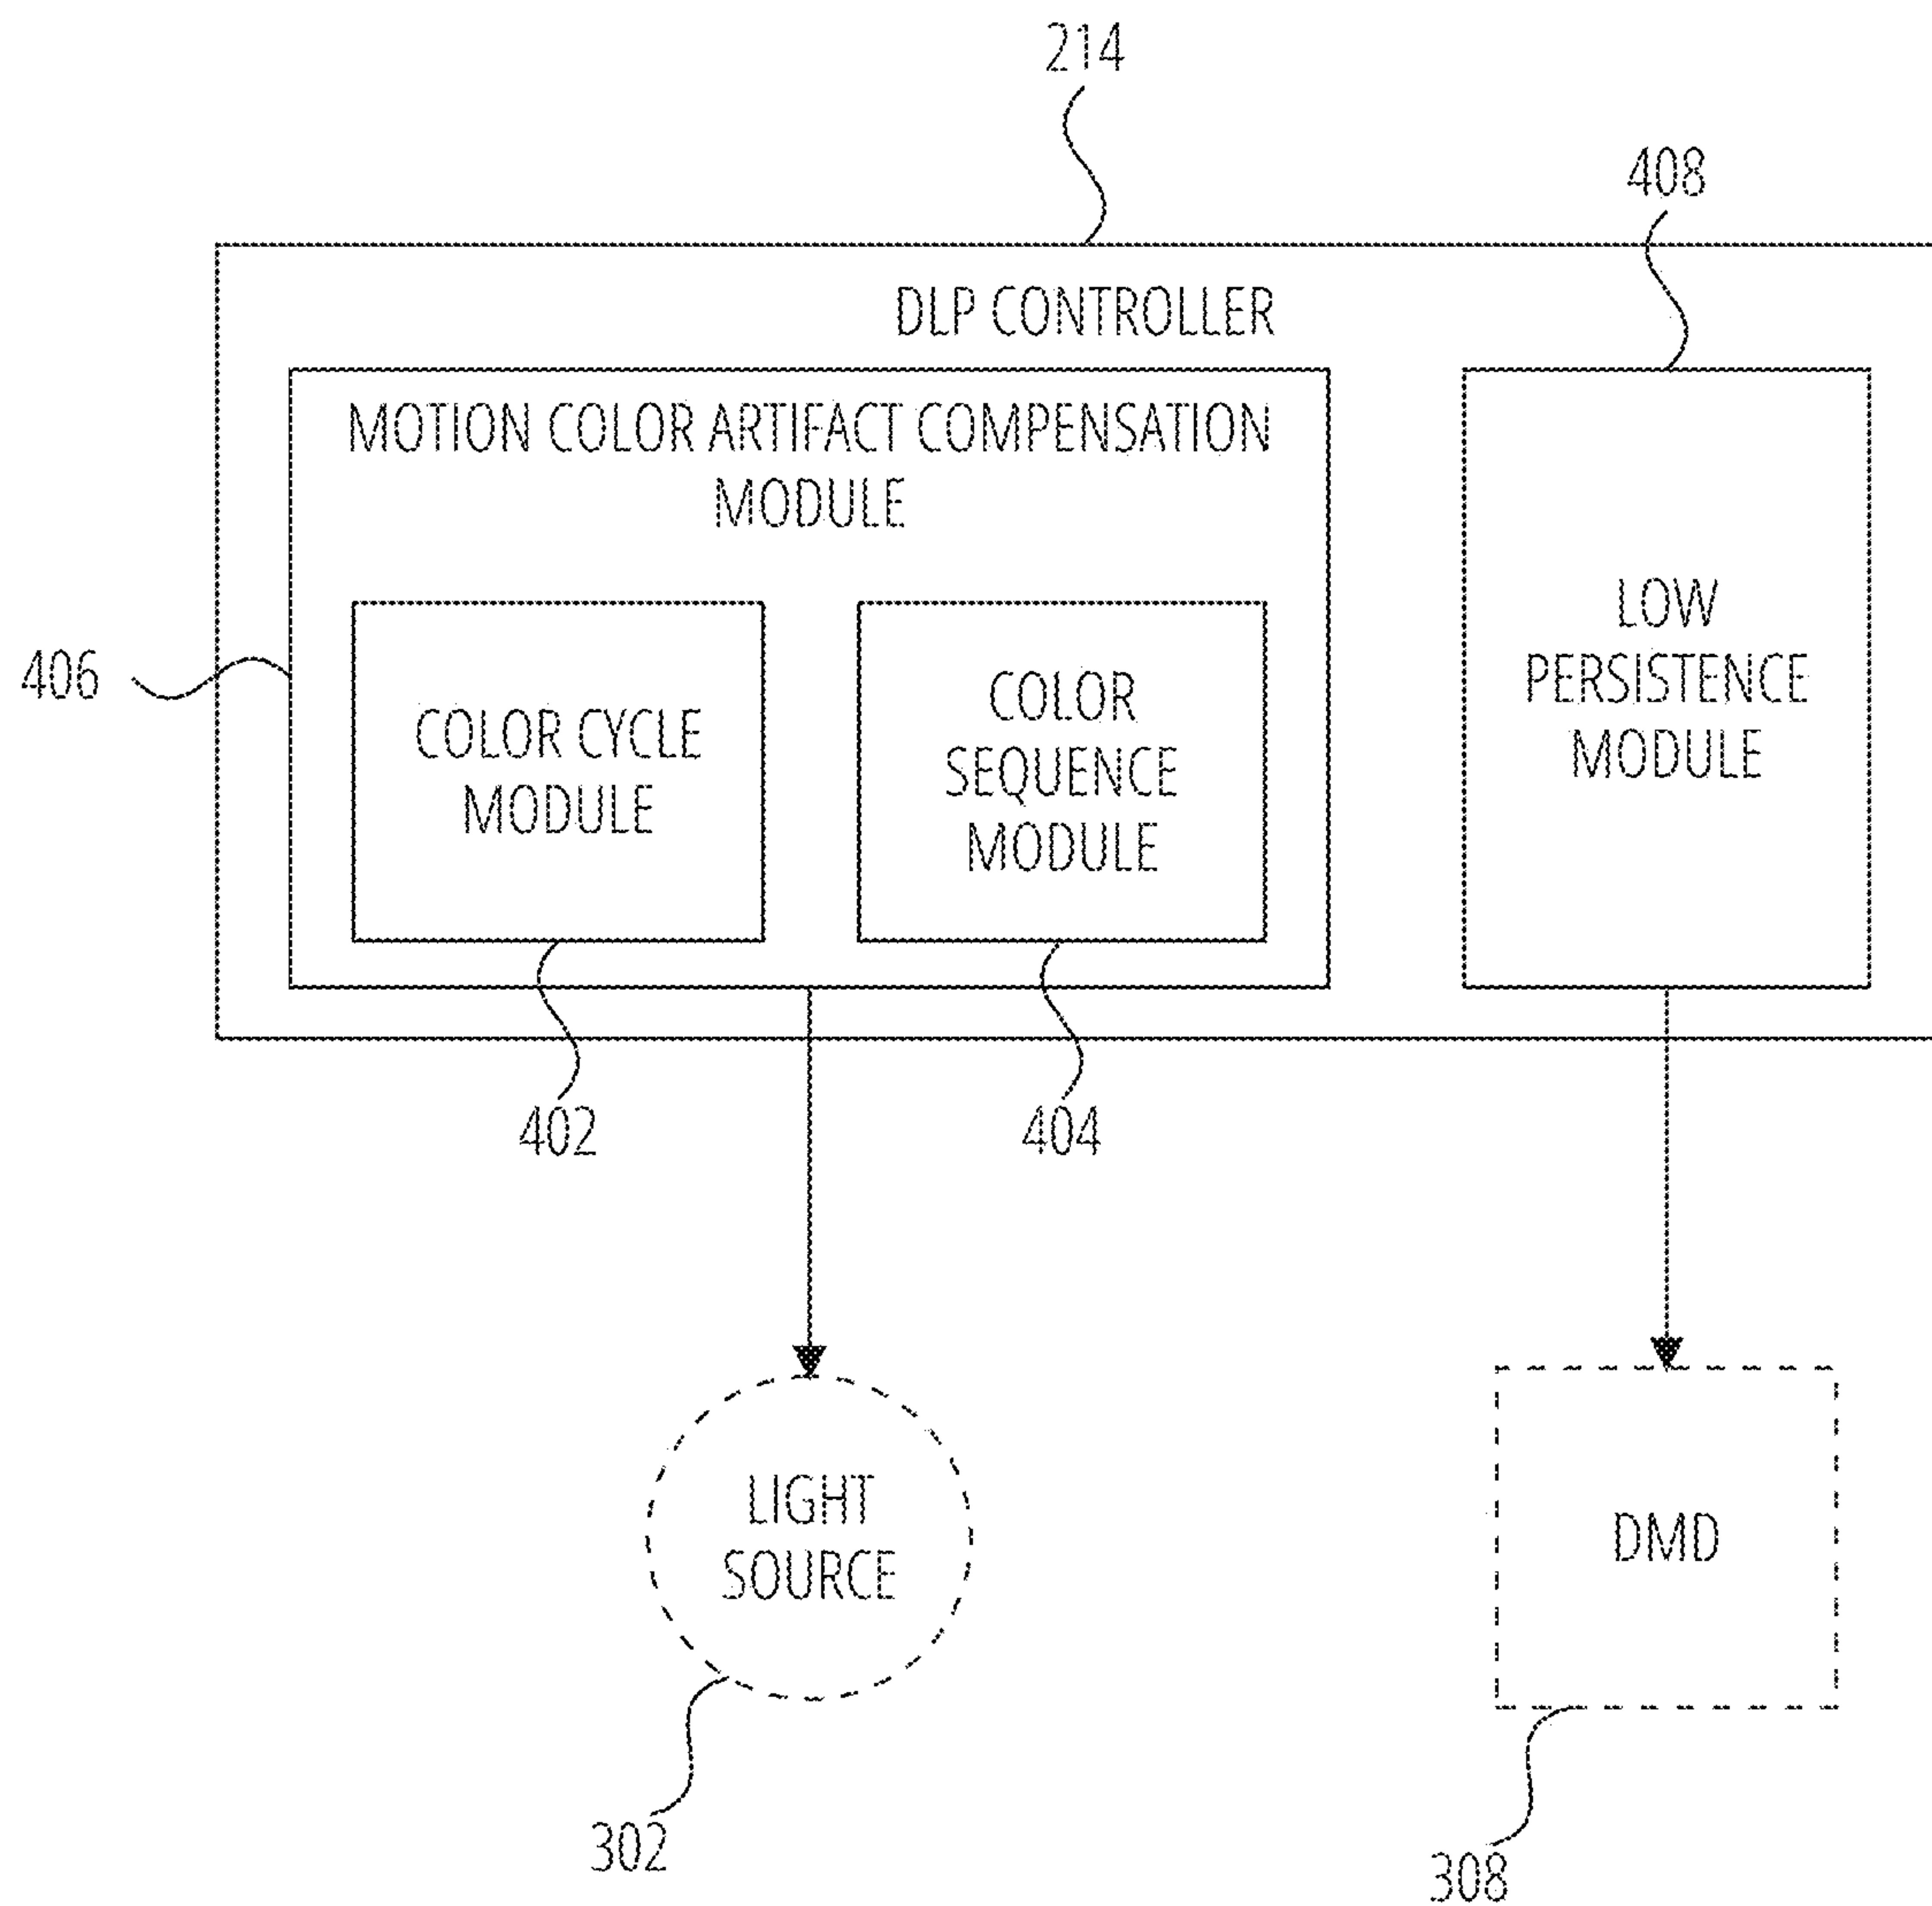 214
408
DLP CONTROLLER
MOTION COLOR ARTIFACT COMPENSATION
MODULE
LOW
PERSISTENCE
MODULE
406
COLOR CYCLE
MODULE
COLOR
SEQUENCE
MODULE
402
404
LIGHT
SOURCE
DMD
302
308